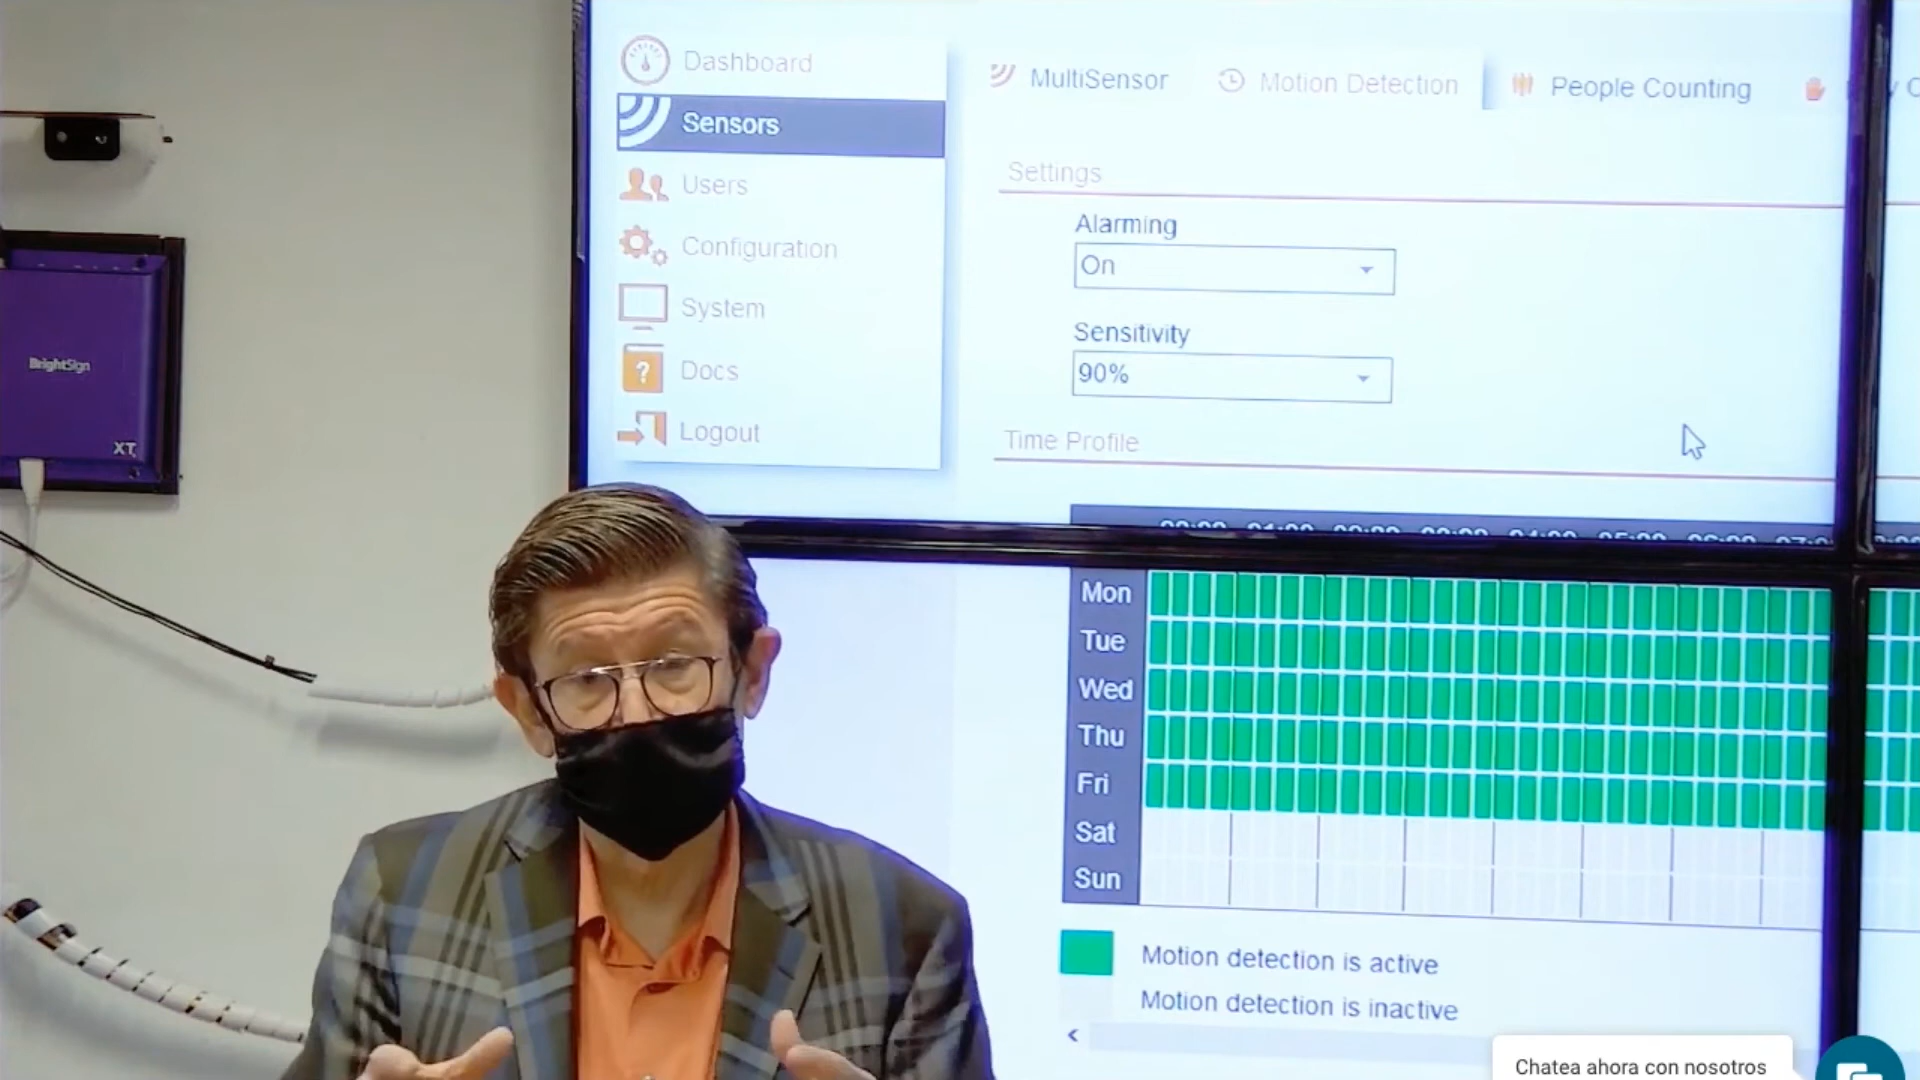 Dashboard
Sensors
Users
Configuration
System
Docs
Logout
MultiSensor
Motion Detection
People Counting
Settings
Alarming
On
Sensitivity
90%
Time Profile
Mon
Tue
Wed
Thu
Fri
Sat
Sun
Motion detection is active
Motion detection is inactive
BrightSign
XT
Chatea ahora con nosotros